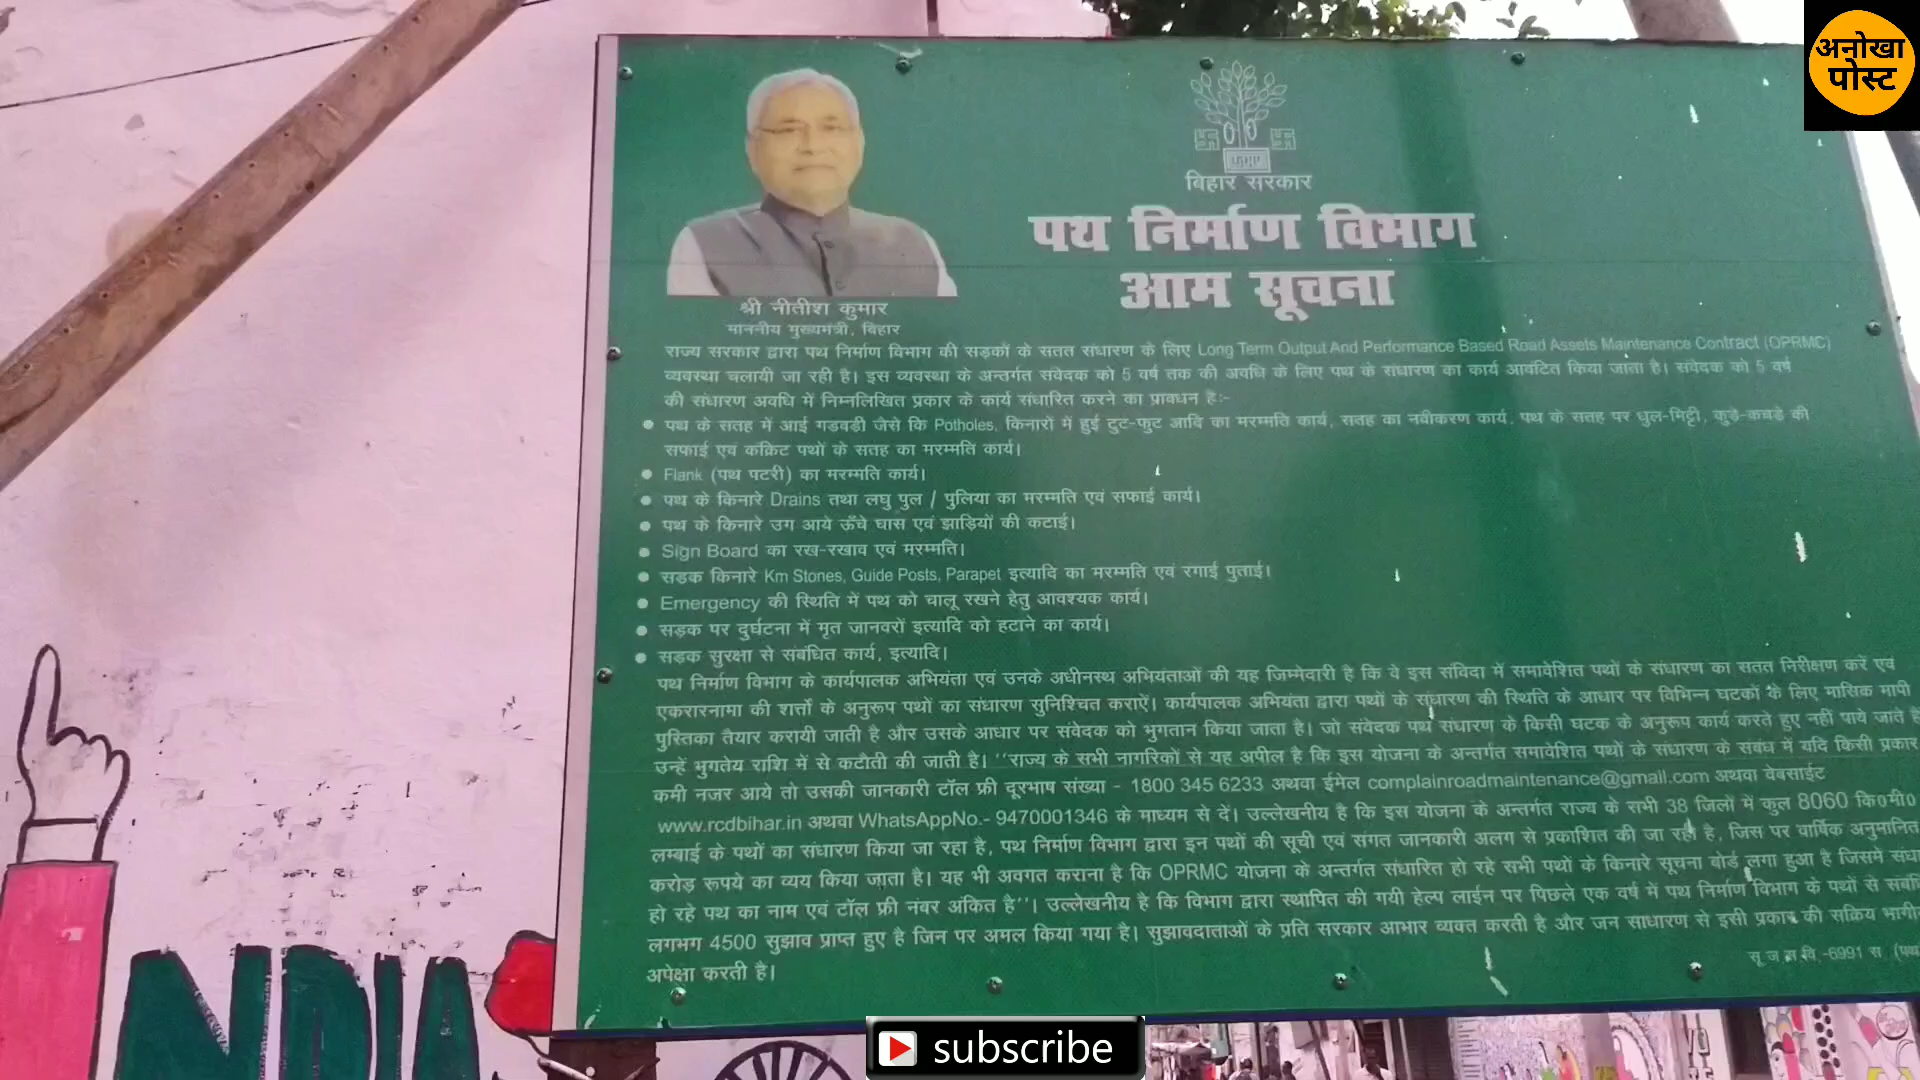 अनोखा
पोस्ट
बिहार सरकार
पथ निर्माण विभाग
आम सूचना
श्री नीतीश कुमार
माननीय मुख्यमंत्री, बिहार
राज्य सरकार द्वारा पथ निर्माण विभाग की सड़कों के सतत संधारण के लिए Long Term Output And Performance Based Road Assets Maintenance Contract (OPRMC)
व्यवस्था चलायी जा रही है। इस व्यवस्था के अन्तर्गत संवेदक को 5 वर्ष तक की अवधि के लिए पथ के संधारण का कार्य आवंटित किया जाता है। संवेदक को 5 वर्ष
की संधारण अवधि में निम्नलिखित प्रकार के कार्य संधारित करने का प्रावधन है:-
● पथ के सतह में आई गडबडी जैसे कि Potholes, किनारों में हुई टुट-फुट आदि का मरम्मति कार्य, सतह का नवीकरण कार्य, पथ के सतह पर धुल-मिट्टी, कुड़े-कचडे की
सफाई एवं कंक्रिट पथों के सतह का मरम्मति कार्य।
● Flank (पथ पटरी) का मरम्मति कार्य।
● पथ के किनारे Drains तथा लघु पुल / पुलिया का मरम्मति एवं सफाई कार्य।
● पथ के किनारे उग आये ऊँचे घास एवं झाड़ियों की कटाई।
● Sign Board का रख-रखाव एवं मरम्मति।
● सडक किनारे Km Stones, Guide Posts, Parapet इत्यादि का मरम्मति एवं रंगाई पुताई।
● Emergency की स्थिति में पथ को चालू रखने हेतु आवश्यक कार्य।
● सड़क पर दुर्घटना में मृत जानवरों इत्यादि को हटाने का कार्य।
● सडक सुरक्षा से संबंधित कार्य, इत्यादि।
पथ निर्माण विभाग के कार्यपालक अभियंता एवं उनके अधीनस्थ अभियंताओं की यह जिम्मेवारी है कि वे इस संविदा में समावेशित पथों के संधारण का सतत निरीक्षण करें एवं
एकरारनामा की शर्त्तो के अनुरूप पथों का संधारण सुनिश्चित कराऐं। कार्यपालक अभियंता द्वारा पथों के संधारण की स्थिति के आधार पर विभिन्न घटकों के लिए मासिक मापी
पुस्तिका तैयार करायी जाती है और उसके आधार पर संवेदक को भुगतान किया जाता है। जो संवेदक पथ संधारण के किसी घटक के अनुरूप कार्य करते हुए नहीं पाये जाते है
उन्हें भुगतेय राशि में से कटौती की जाती है। ''राज्य के सभी नागरिकों से यह अपील है कि इस योजना के अन्तर्गत समावेशित पथों के संधारण के संबंध में यदि किसी प्रकार
कमी नजर आये तो उसकी जानकारी टॉल फ्री दूरभाष संख्या - 1800 345 6233 अथवा ईमेल complainroadmaintenance@gmail.com अथवा वेबसाईट
www.rcdbihar.in अथवा WhatsAppNo.- 9470001346 के माध्यम से दें। उल्लेखनीय है कि इस योजना के अन्तर्गत राज्य के सभी 38 जिलों में कुल 8060 कि०मी०
लम्बाई के पथों का संधारण किया जा रहा है, पथ निर्माण विभाग द्वारा इन पथों की सूची एवं संगत जानकारी अलग से प्रकाशित की जा रही है, जिस पर वार्षिक अनुमानित
करोड़ रूपये का व्यय किया जाता है। यह भी अवगत कराना है कि OPRMC योजना के अन्तर्गत संधारित हो रहे सभी पथों के किनारे सूचना बोर्ड लगा हुआ है जिसमें
हो रहे पथ का नाम एवं टॉल फ्री नंबर अंकित है''। उल्लेखनीय है कि विभाग द्वारा स्थापित की गयी हेल्प लाईन पर पिछले एक वर्ष में पथ निर्माण विभाग के पथों से
लगभग 4500 सुझाव प्राप्त हुए है जिन पर अमल किया गया है। सुझावदाताओं के प्रति सरकार आभार व्यक्त करती है और जन साधारण से इसी प्रकार की सक्रिय
अपेक्षा करती है।
INDIA
subscribe